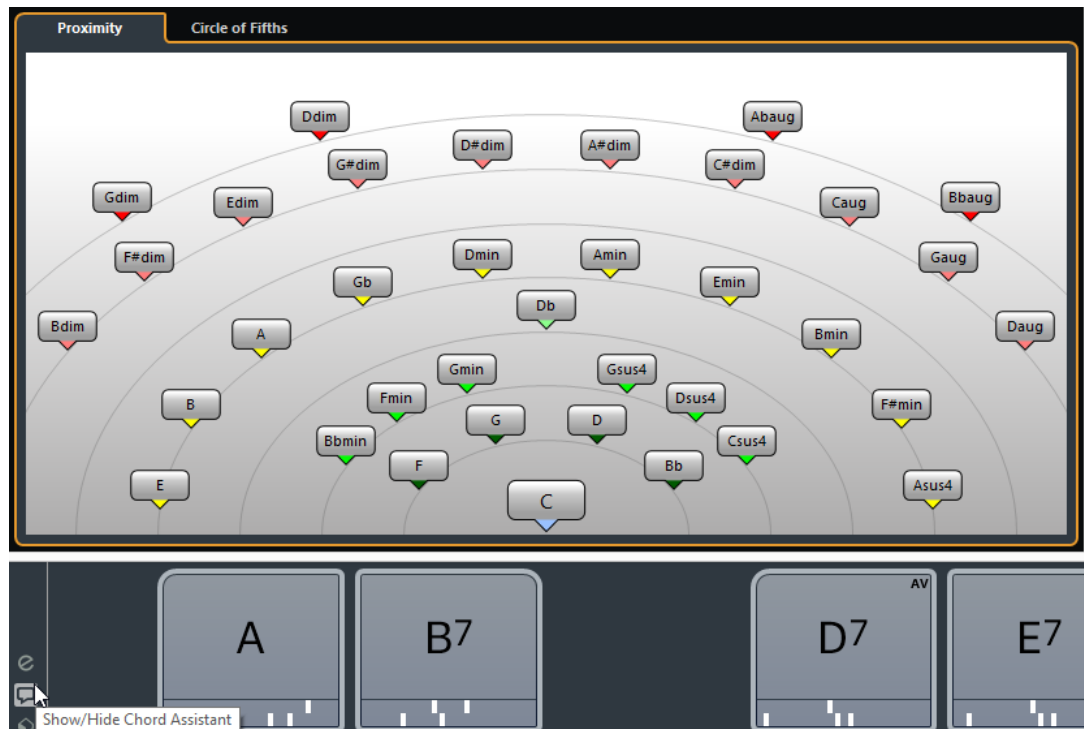 Proximity Circle of Fifths
Ddim Abaug
D#dim A#dim
G#dim C#dim
Gdim Edim Caug Bbaug
F#dim Dmin Amin Gaug
Gb Emin
Db
Bdim A Bmin Daug
Gmin Gsus4
Fmin Dsus4
B F#min
G D
Bbmin Csus4
F Bb
E Asus4
C
AV
A B7 D7 E7
Show/Hide Chord Assistant